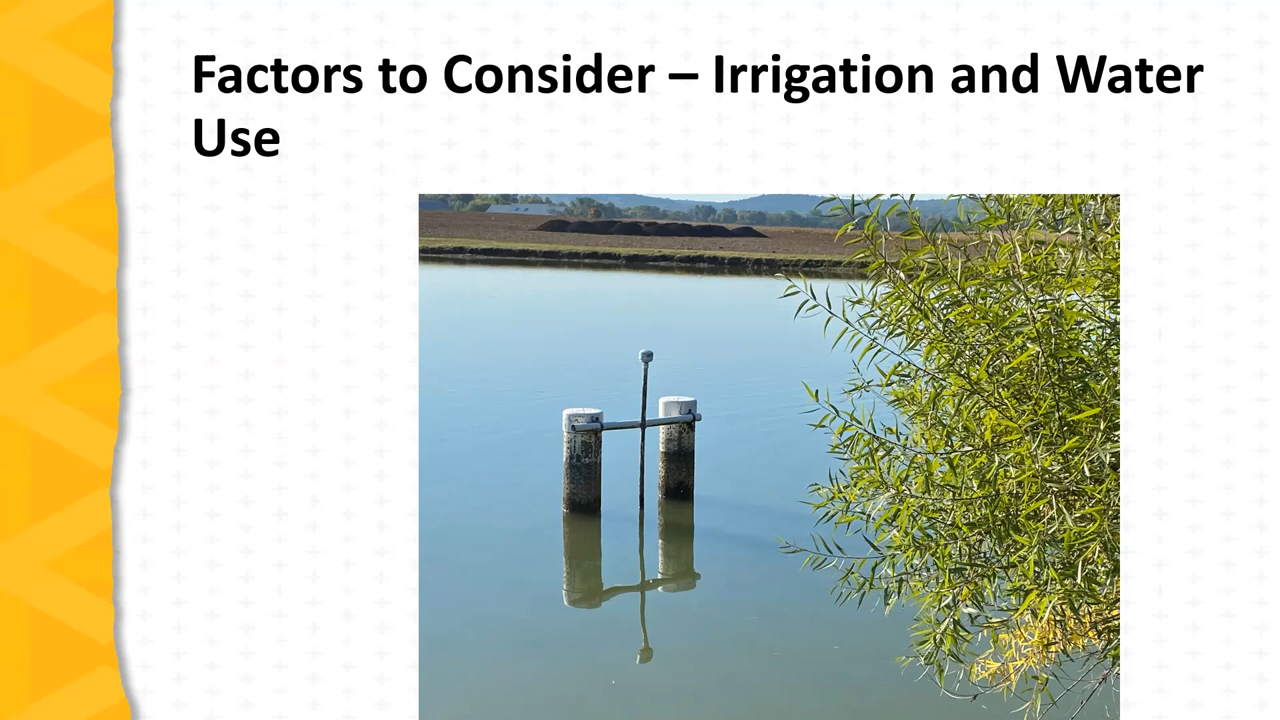 Factors to Consider – Irrigation and Water
Use